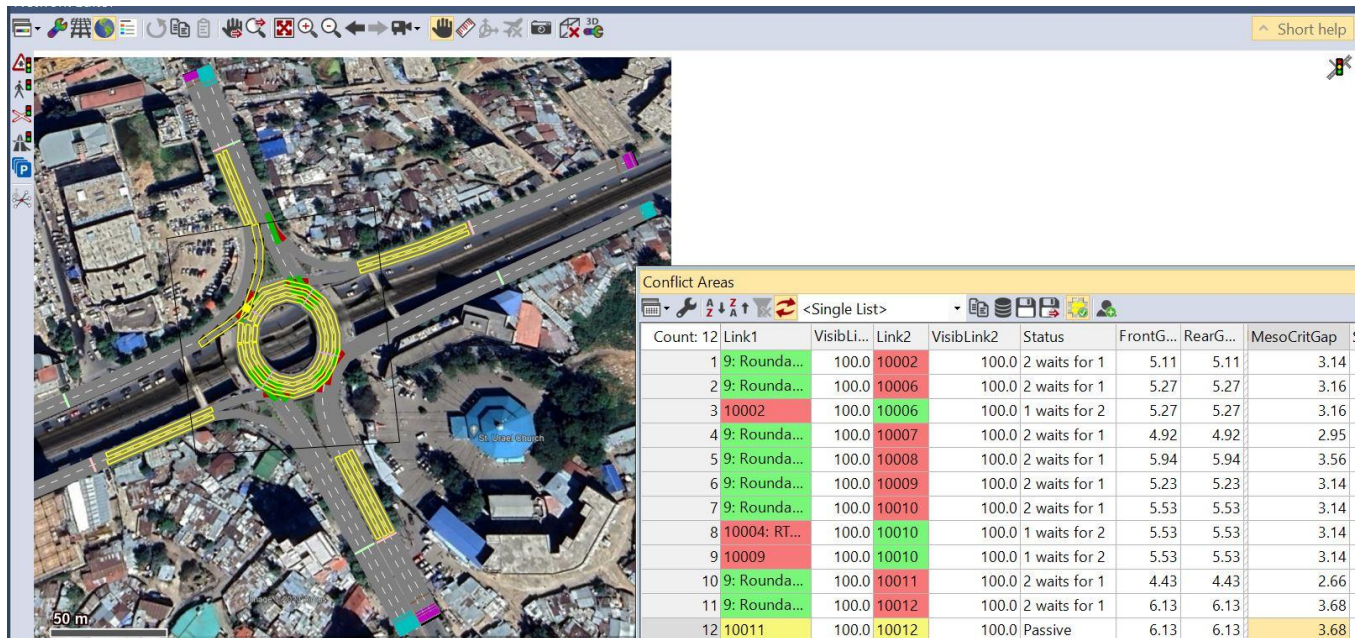 Short help
3D
P
St. Urael Church
50 m
Conflict Areas
<Single List>
Count: 12 Link1 VisibLi... Link2 VisibLink2 Status FrontG... RearG... MesoCritGap
1 9: Rounda... 100.0 10002 100.0 2 waits for 1 5.11 5.11 3.14
2 9: Rounda... 100.0 10006 100.0 2 waits for 1 5.27 5.27 3.16
3 10002 100.0 10006 100.0 1 waits for 2 5.27 5.27 3.16
4 9: Rounda... 100.0 10007 100.0 2 waits for 1 4.92 4.92 2.95
5 9: Rounda... 100.0 10008 100.0 2 waits for 1 5.94 5.94 3.56
6 9: Rounda... 100.0 10009 100.0 2 waits for 1 5.23 5.23 3.14
7 9: Rounda... 100.0 10010 100.0 2 waits for 1 5.53 5.53 3.14
8 10004: RT... 100.0 10010 100.0 1 waits for 2 5.53 5.53 3.14
9 10009 100.0 10010 100.0 1 waits for 2 5.53 5.53 3.14
10 9: Rounda... 100.0 10011 100.0 2 waits for 1 4.43 4.43 2.66
11 9: Rounda... 100.0 10012 100.0 2 waits for 1 6.13 6.13 3.68
12 10011 100.0 10012 100.0 Passive 6.13 6.13 3.68